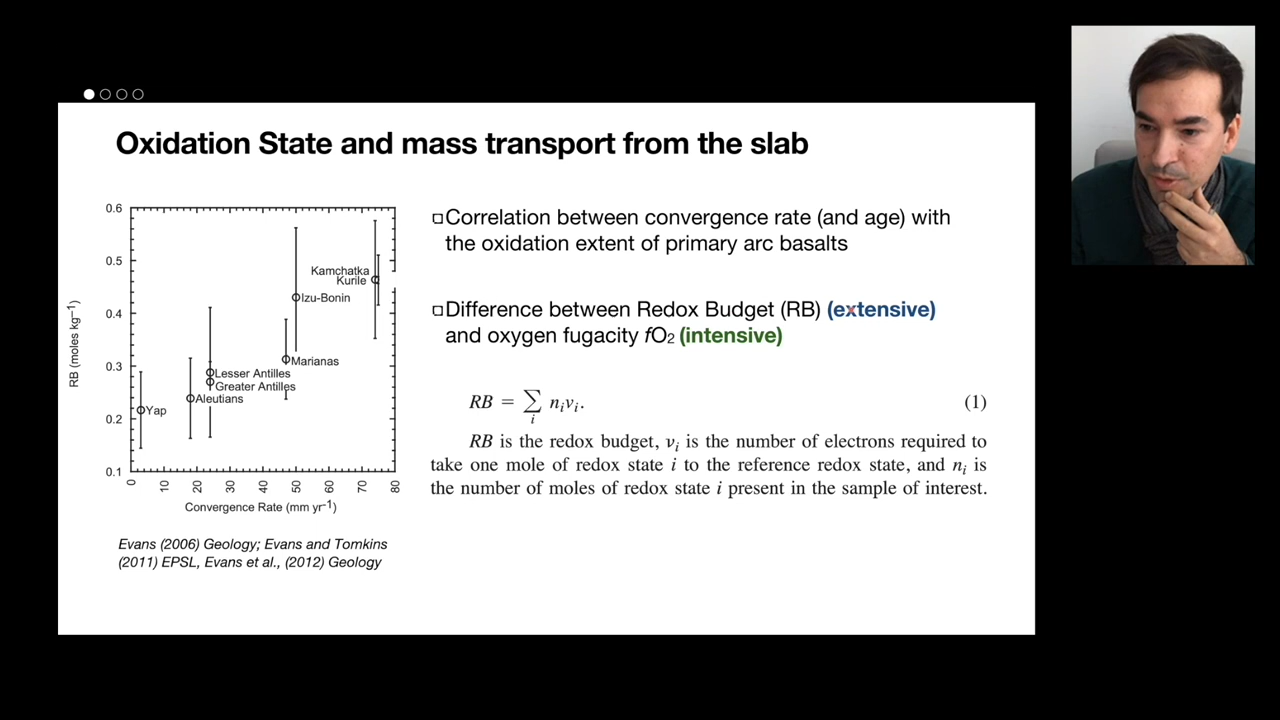 Oxidation State and mass transport from the slab
0.6
0.5
0.4
0.3
0.2
0.1
RB (moles kg⁻¹)
Kamchatka
Kurile
Izu-Bonin
Marianas
Lesser Antilles
Greater Antilles
Aleutians
Yap
0 10 20 30 40 50 60 70 80
Convergence Rate (mm yr⁻¹)
Evans (2006) Geology; Evans and Tomkins
(2011) EPSL, Evans et al., (2012) Geology
Correlation between convergence rate (and age) with
the oxidation extent of primary arc basalts
Difference between Redox Budget (RB) (extensive)
and oxygen fugacity fO₂ (intensive)
RB = ∑ᵢ nᵢνᵢ. (1)
RB is the redox budget, νᵢ is the number of electrons required to
take one mole of redox state i to the reference redox state, and nᵢ is
the number of moles of redox state i present in the sample of interest.